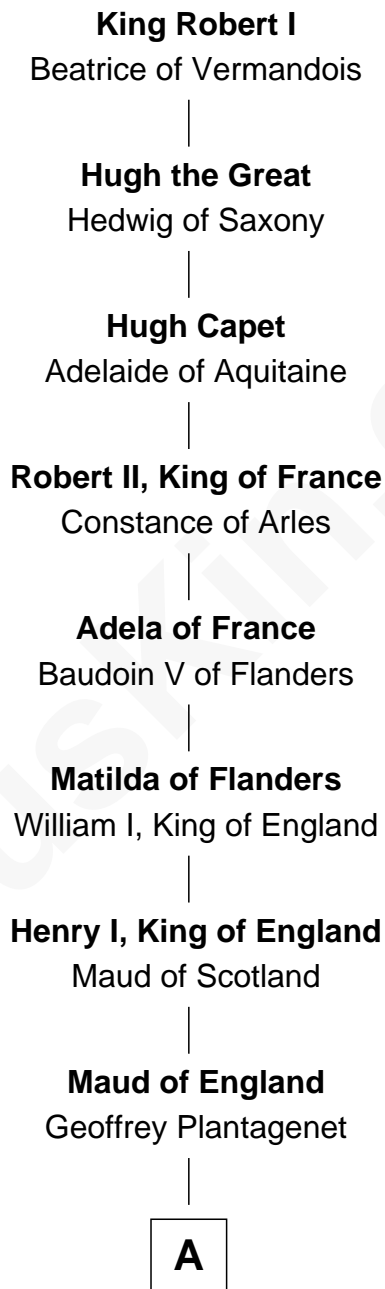 King Robert I
Beatrice of Vermandois
Hugh the Great
Hedwig of Saxony
Hugh Capet
Adelaide of Aquitaine
Robert II, King of France
Constance of Arles
Adela of France
Baudoin V of Flanders
Matilda of Flanders
William I, King of England
Henry I, King of England
Maud of Scotland
Maud of England
Geoffrey Plantagenet
A